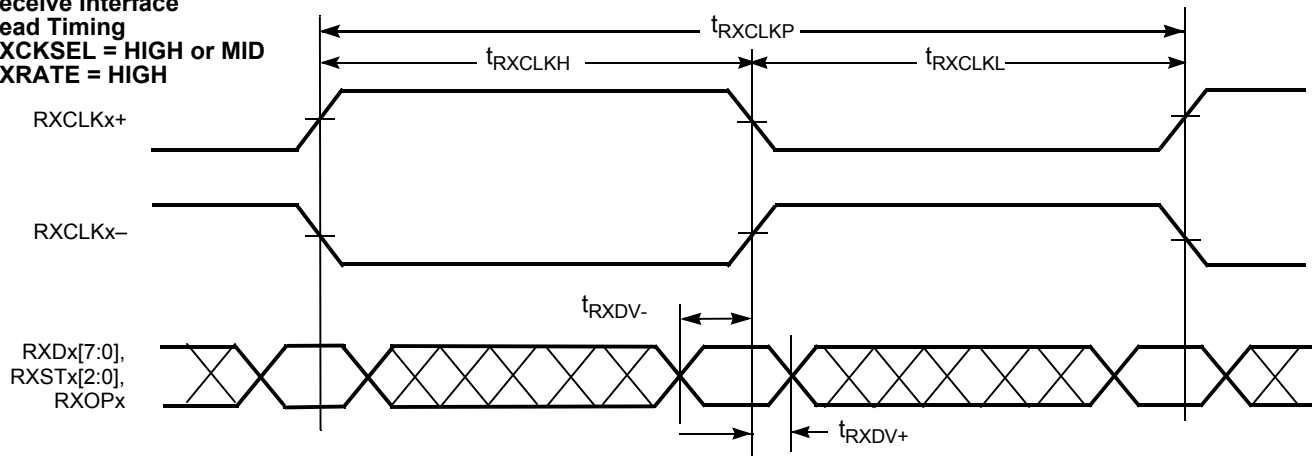 eceive Interface
ead Timing
XCKSEL = HIGH or MID
XRATE = HIGH
tRXCLKP
tRXCLKH
tRXCLKL
RXCLKx+
RXCLKx–
tRXDV-
RXDx[7:0],
RXSTx[2:0],
RXOPx
tRXDV+